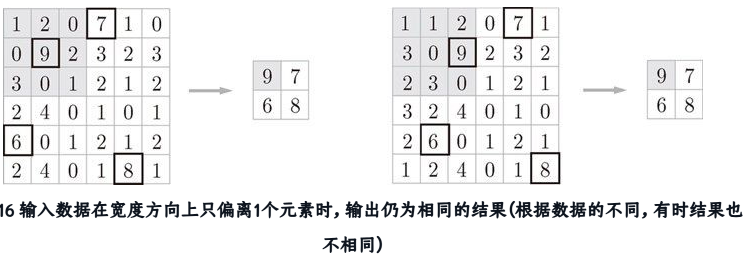 1 2 0 7 1 0
0 9 2 3 2 3
3 0 1 2 1 2
2 4 0 1 0 1
6 0 1 2 1 2
2 4 0 1 8 1
9 7
6 8
1 1 2 0 7 1
3 0 9 2 3 2
2 3 0 1 2 1
3 2 4 0 1 0
2 6 0 1 2 1
1 2 4 0 1 8
9 7
6 8
16 输入数据在宽度方向上只偏离1个元素时，输出仍为相同的结果（根据数据的不同，有时结果也
不相同）